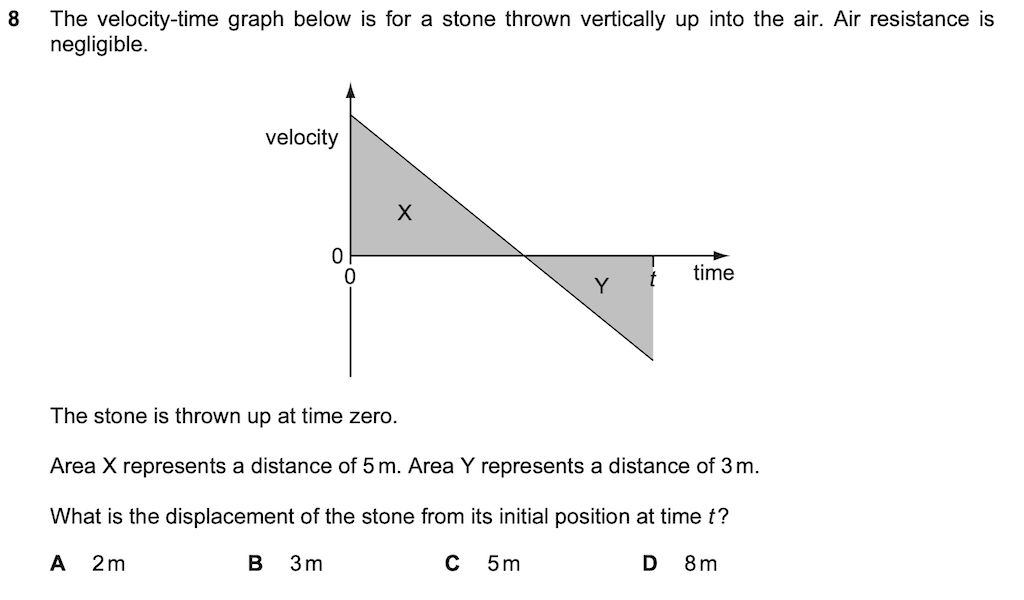 8 The velocity-time graph below is for a stone thrown vertically up into the air. Air resistance is
negligible.
velocity
X
0
0
Y
t
time
The stone is thrown up at time zero.
Area X represents a distance of 5 m. Area Y represents a distance of 3 m.
What is the displacement of the stone from its initial position at time t?
A 2 m B 3 m C 5 m D 8 m